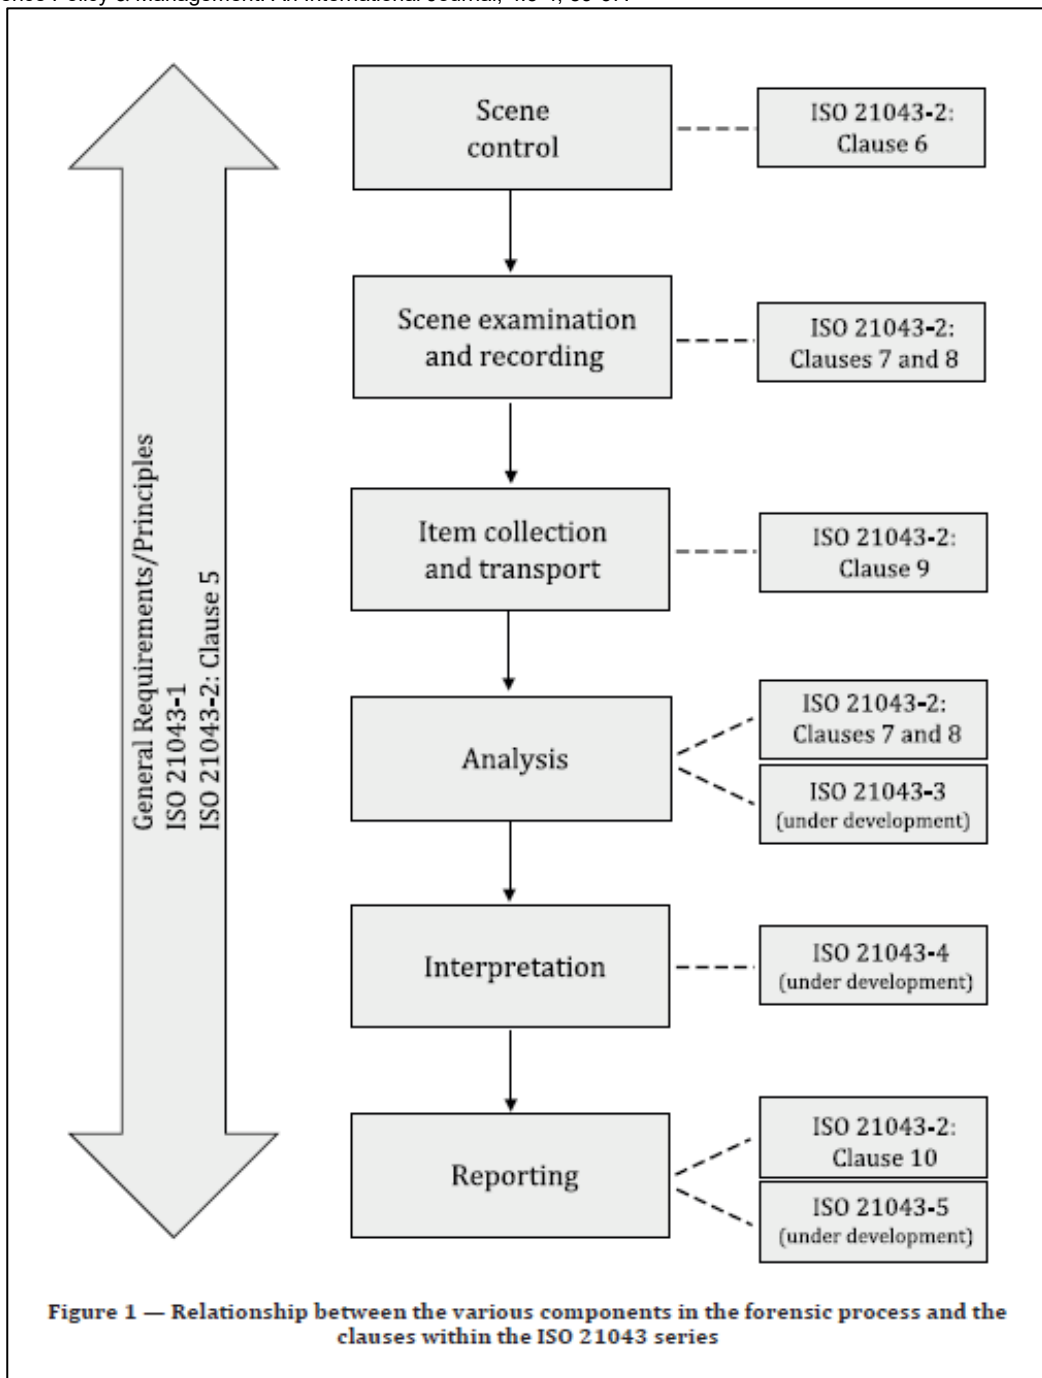 Scene
control
ISO 21043-2:
Clause 6
Scene examination
and recording
ISO 21043-2:
Clauses 7 and 8
General Requirements/Principles
ISO 21043-1
ISO 21043-2: Clause 5
Item collection
and transport
ISO 21043-2:
Clause 9
Analysis
ISO 21043-2:
Clauses 7 and 8
ISO 21043-3
(under development)
Interpretation
ISO 21043-4
(under development)
Reporting
ISO 21043-2:
Clause 10
ISO 21043-5
(under development)
Figure 1 — Relationship between the various components in the forensic process and the
clauses within the ISO 21043 series